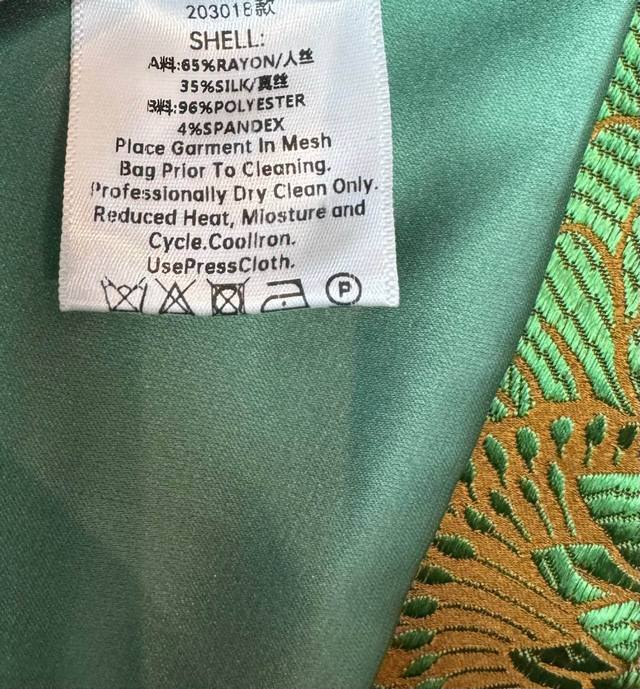 203018款
SHELL:
A料:65%RAYON/人丝
35%SILK/真丝
B料:96%POLYESTER
4%SPANDEX
Place Garment In Mesh
Bag Prior To Cleaning.
Professionally Dry Clean Only.
Reduced Heat, Miosture and
Cycle.CoolIron.
UsePressCloth.
P